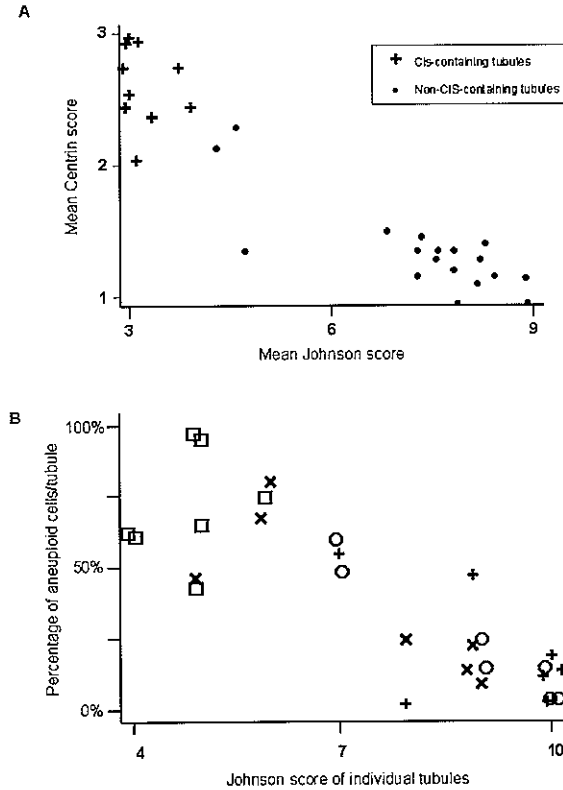 A
3
2
1
Mean Centrin score
Cis-containing tubules
Non-CIS-containing tubules
3 6 9
Mean Johnson score
B
100%
50%
0%
Percentage of aneupioid cells/tubule
4 7 10
Johnson score of individual tubules